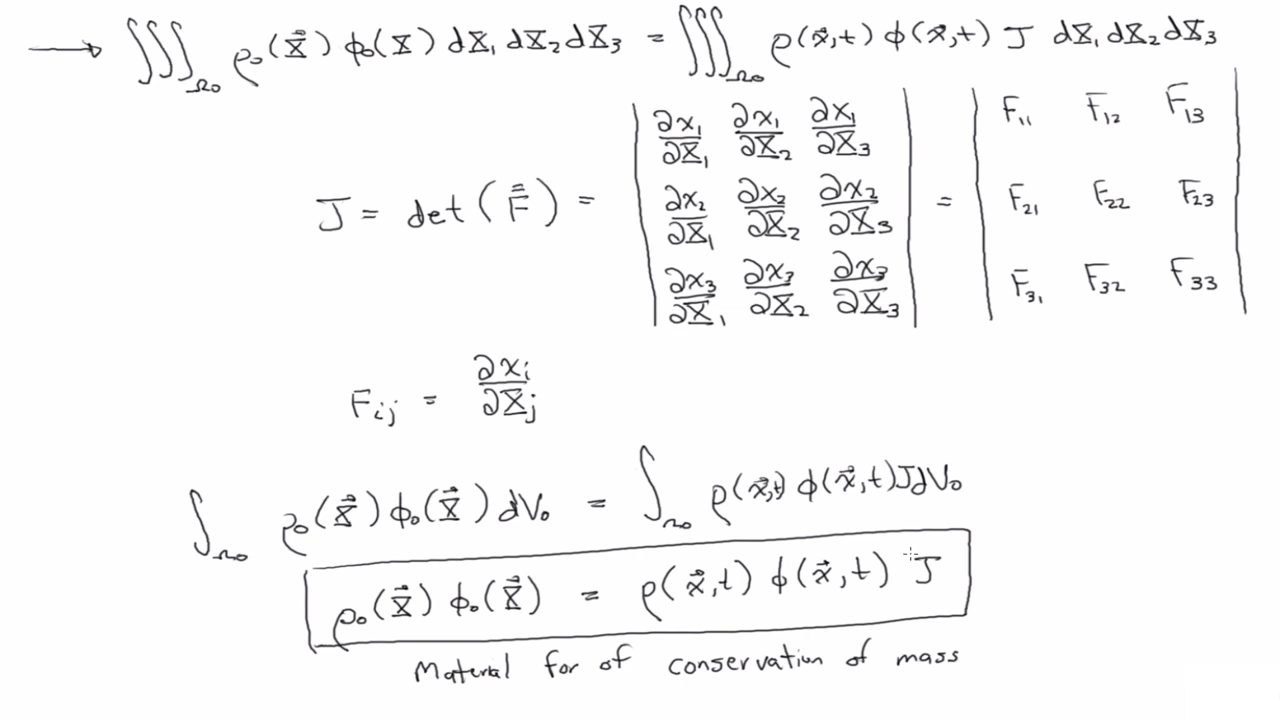 → ∭_Ω₀ ρ₀(X⃗) ϕ₀(X) dX₁ dX₂ dX₃ = ∭_Ω₀ ρ(x⃗,t) ϕ(x⃗,t) J dX₁ dX₂ dX₃
J = det(F̿) = | ∂x₁/∂X₁ ∂x₁/∂X₂ ∂x₁/∂X₃ | = | F₁₁ F₁₂ F₁₃ |
| ∂x₂/∂X₁ ∂x₂/∂X₂ ∂x₂/∂X₃ | | F₂₁ F₂₂ F₂₃ |
| ∂x₃/∂X₁ ∂x₃/∂X₂ ∂x₃/∂X₃ | | F₃₁ F₃₂ F₃₃ |
F_ij = ∂x_i/∂X_j
∫_Ω₀ ρ₀(X⃗) ϕ₀(X⃗) dV₀ = ∫_Ω₀ ρ(x⃗,t) ϕ(x⃗,t) J dV₀
ρ₀(X⃗) ϕ₀(X⃗) = ρ(x⃗,t) ϕ(x⃗,t) J
Material for of conservation of mass